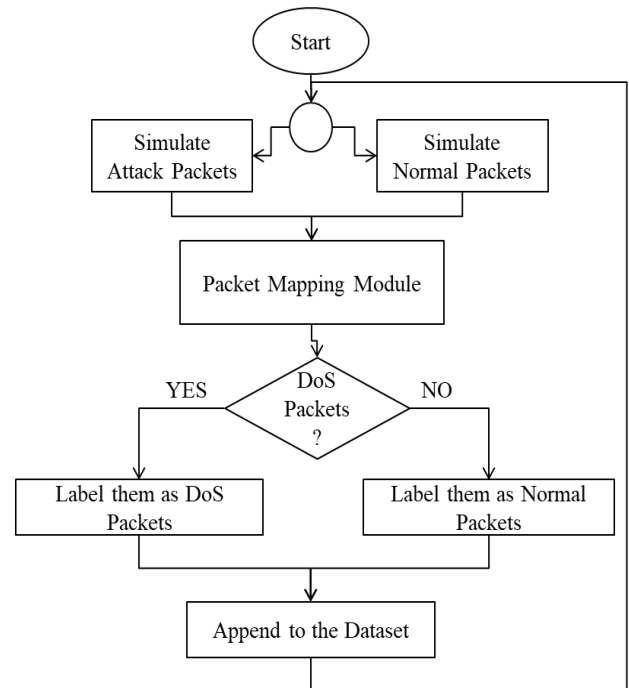 Start
Simulate
Attack Packets
Simulate
Normal Packets
Packet Mapping Module
YES
DoS
Packets
?
NO
Label them as DoS
Packets
Label them as Normal
Packets
Append to the Dataset